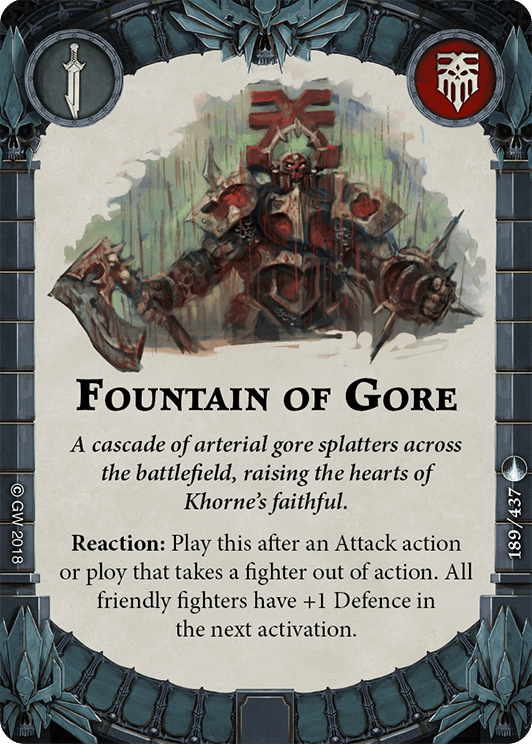 FOUNTAIN OF GORE
A cascade of arterial gore splatters across
the battlefield, raising the hearts of
Khorne's faithful.
Reaction: Play this after an Attack action
or ploy that takes a fighter out of action. All
friendly fighters have +1 Defence in
the next activation.
© GW 2018
189/437